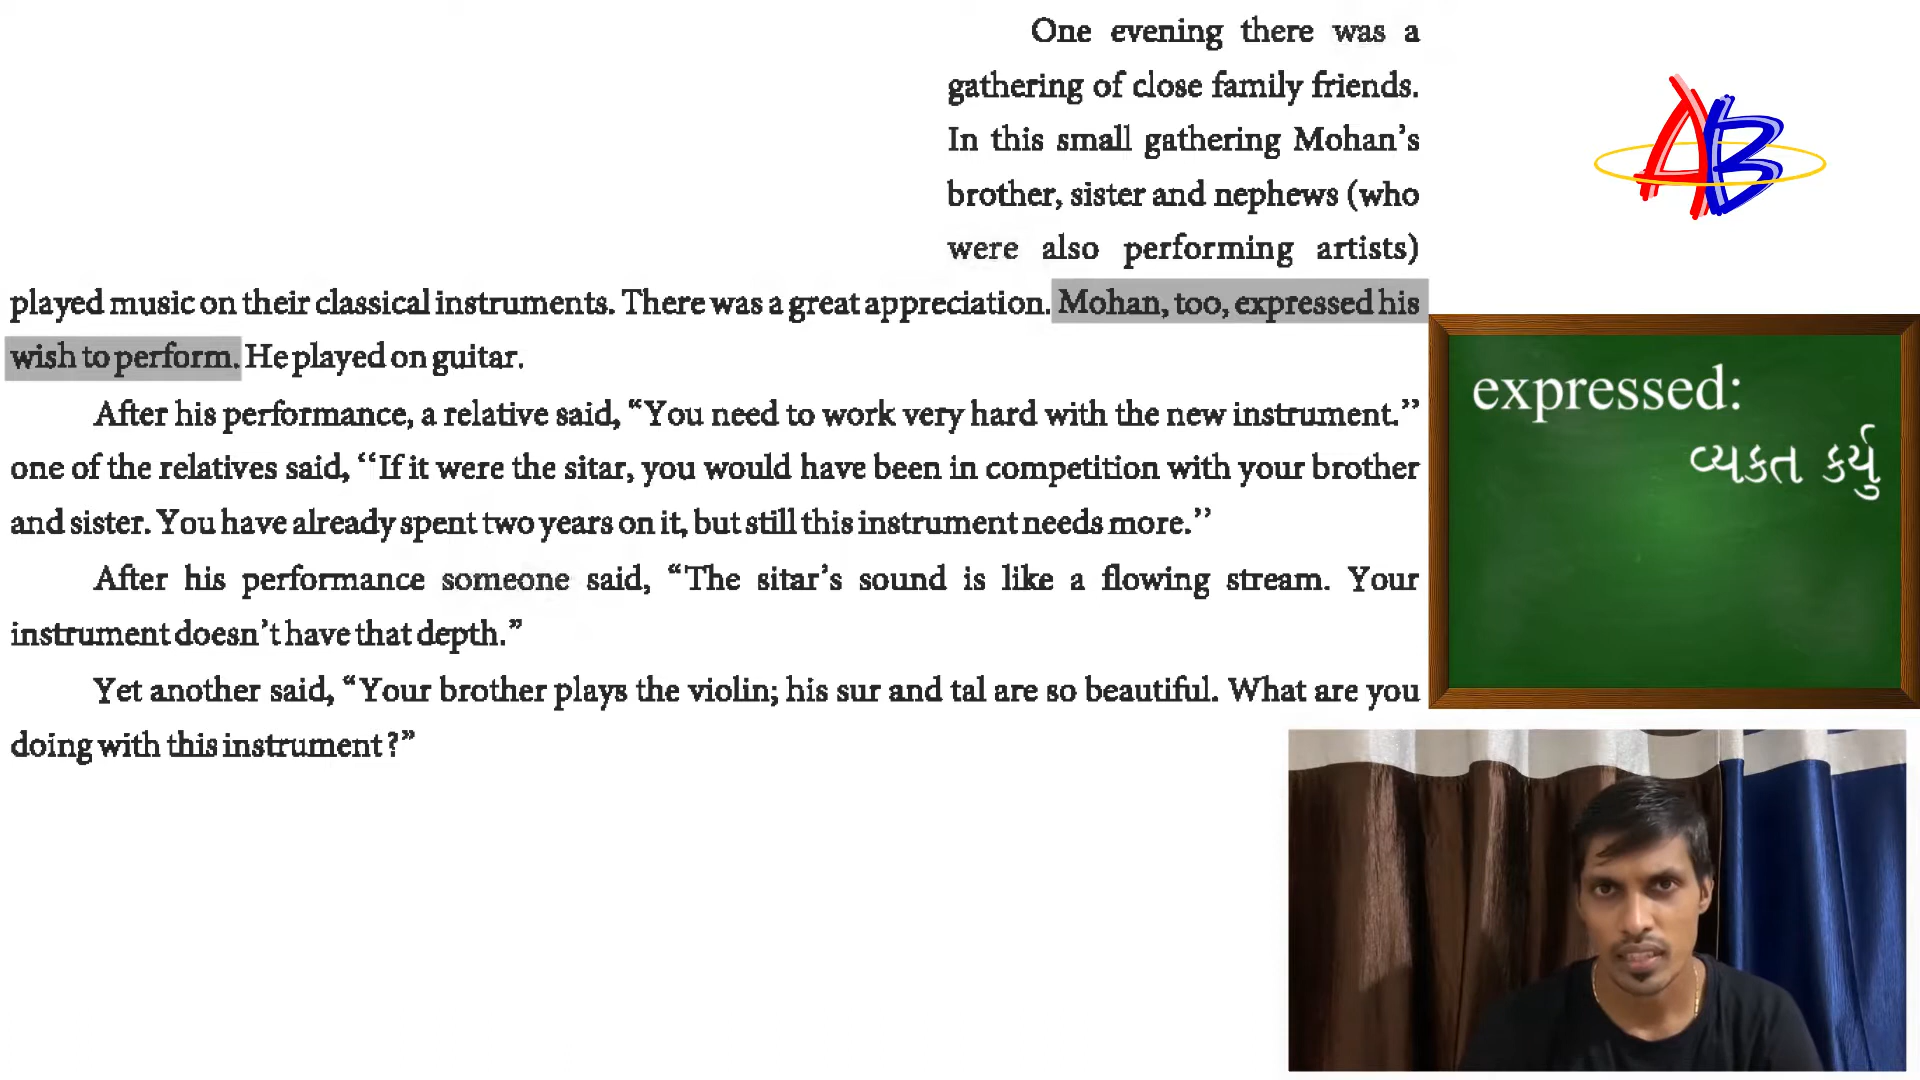 One evening there was a
gathering of close family friends.
In this small gathering Mohan’s
brother, sister and nephews (who
were also performing artists)
played music on their classical instruments. There was a great appreciation. Mohan, too, expressed his
wish to perform. He played on guitar.
After his performance, a relative said, “You need to work very hard with the new instrument.’’
one of the relatives said, ‘‘If it were the sitar, you would have been in competition with your brother
and sister. You have already spent two years on it, but still this instrument needs more.’’
After his performance someone said, “The sitar’s sound is like a flowing stream. Your
instrument doesn’t have that depth.”
Yet another said, “Your brother plays the violin; his sur and tal are so beautiful. What are you
doing with this instrument?”
AB
expressed:
વ્યકત કર્યુ